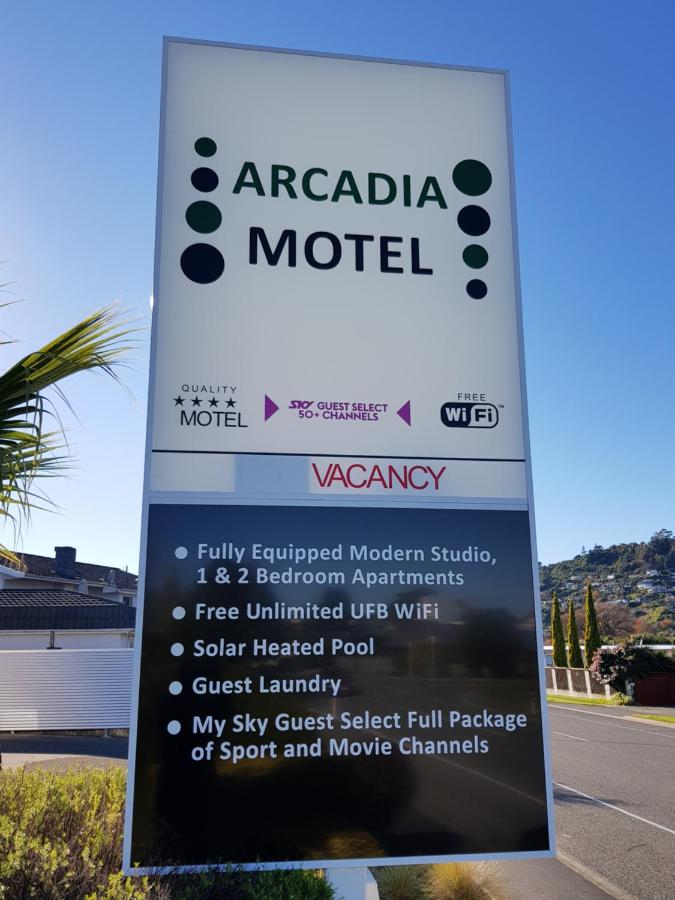 ARCADIA
MOTEL
QUALITY
★★★★
MOTEL
SKY GUEST SELECT
50+ CHANNELS
FREE
Wi Fi™
VACANCY
● Fully Equipped Modern Studio,
1 & 2 Bedroom Apartments
● Free Unlimited UFB WiFi
● Solar Heated Pool
● Guest Laundry
● My Sky Guest Select Full Package
of Sport and Movie Channels